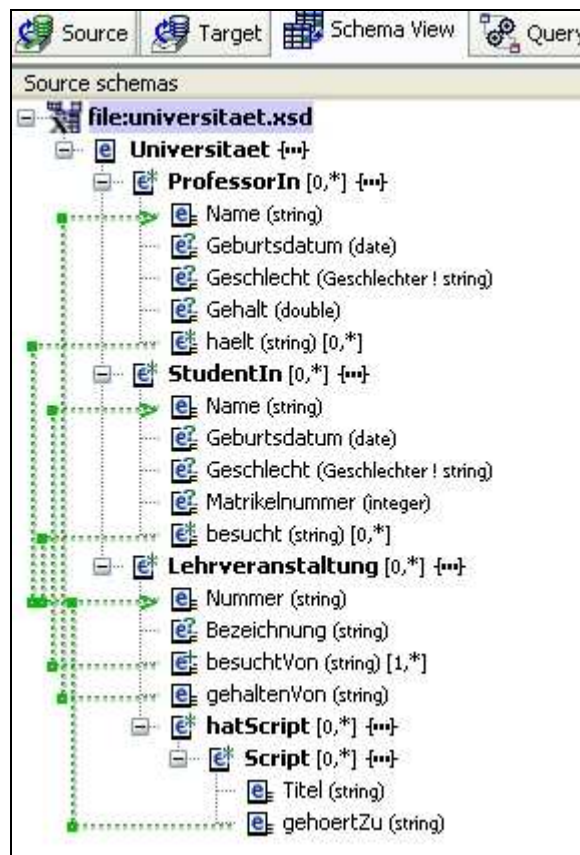 Source Target Schema View Query
Source schemas
file:universitaet.xsd
Universitaet {...}
ProfessorIn [0,*] {...}
Name (string)
Geburtsdatum (date)
Geschlecht (Geschlechter ! string)
Gehalt (double)
haelt (string) [0,*]
StudentIn [0,*] {...}
Name (string)
Geburtsdatum (date)
Geschlecht (Geschlechter ! string)
Matrikelnummer (integer)
besucht (string) [0,*]
Lehrveranstaltung [0,*] {...}
Nummer (string)
Bezeichnung (string)
besuchtVon (string) [1,*]
gehaltenVon (string)
hatScript [0,*] {...}
Script [0,*] {...}
Titel (string)
gehoertZu (string)